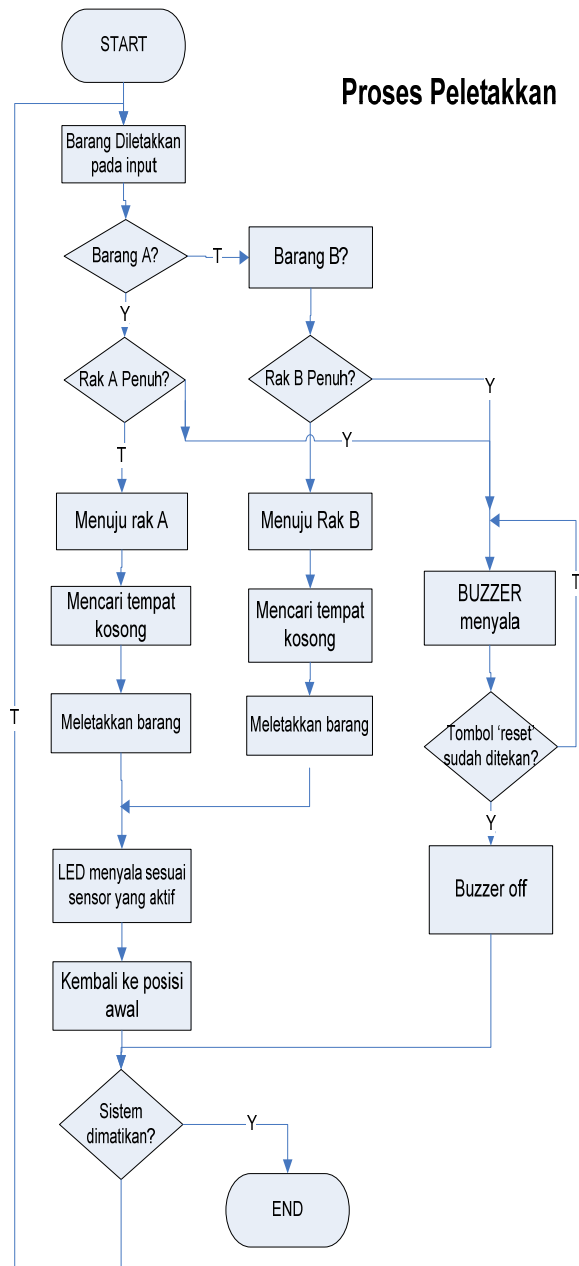 START
Proses Peletakkan
Barang Diletakkan
pada input
Barang A?
T
Barang B?
Y
Rak A Penuh?
Rak B Penuh?
Y
Y
T
Menuju rak A
Menuju Rak B
BUZZER
menyala
T
Mencari tempat
kosong
Mencari tempat
kosong
T
Meletakkan barang
Meletakkan barang
Tombol ‘reset’
sudah ditekan?
Y
LED menyala sesuai
sensor yang aktif
Buzzer off
Kembali ke posisi
awal
Sistem
dimatikan?
Y
END